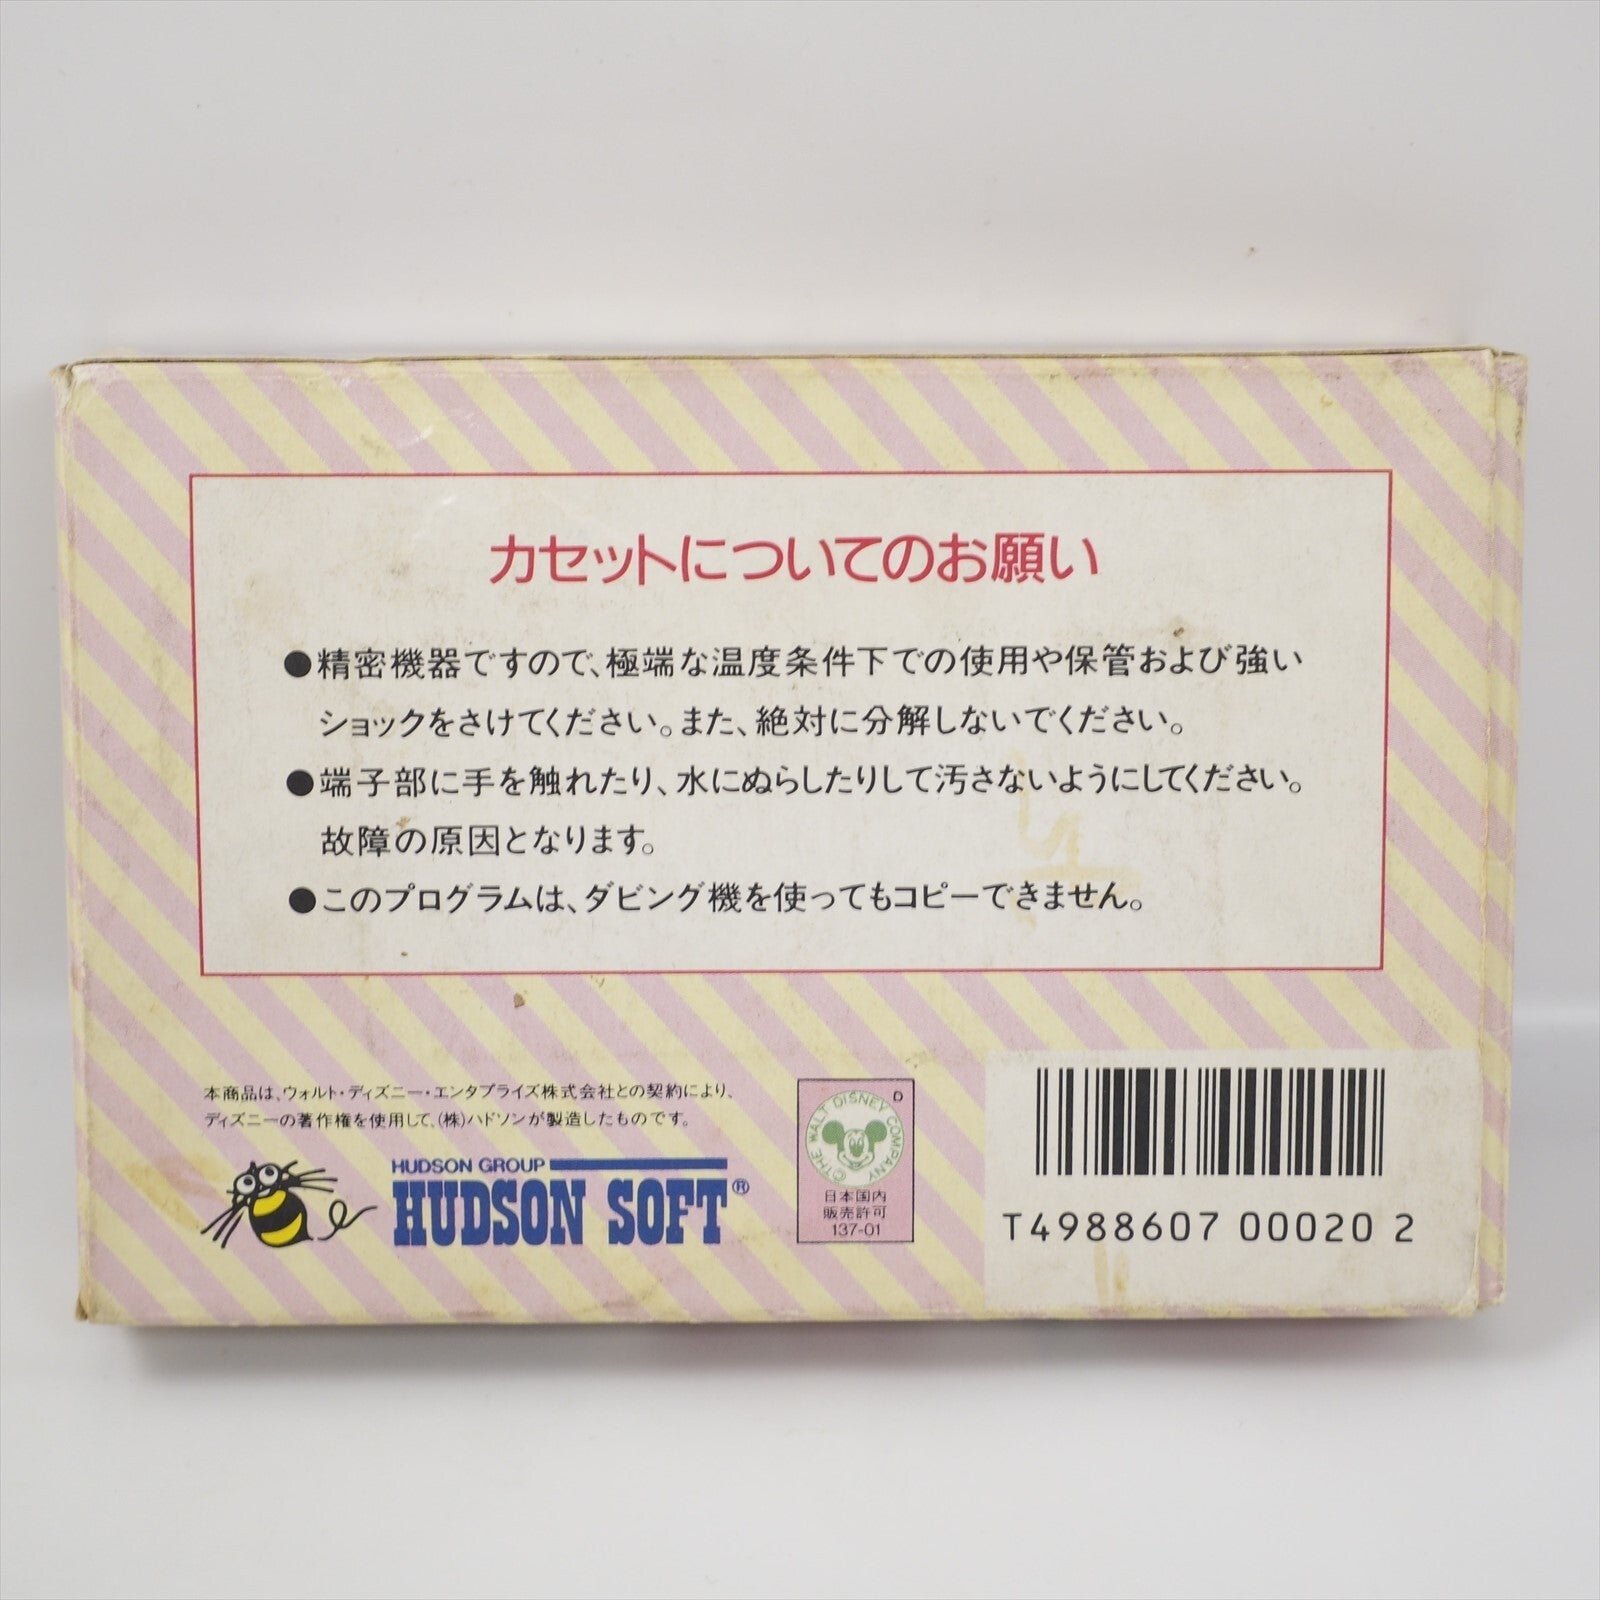 カセットについてのお願い
●精密機器ですので、極端な温度条件下での使用や保管および強い
ショックをさけてください。また、絶対に分解しないでください。
●端子部に手を触れたり、水にぬらしたりして汚さないようにしてください。
故障の原因となります。
●このプログラムは、ダビング機を使ってもコピーできません。
本商品は、ウォルト・ディズニー・エンタプライズ株式会社との契約により、
ディズニーの著作権を使用して、(株)ハドソンが製造したものです。
HUDSON GROUP
HUDSON SOFT®
D
©THE WALT DISNEY COMPANY
日本国内
販売許可
137-01
T4988607 00020 2